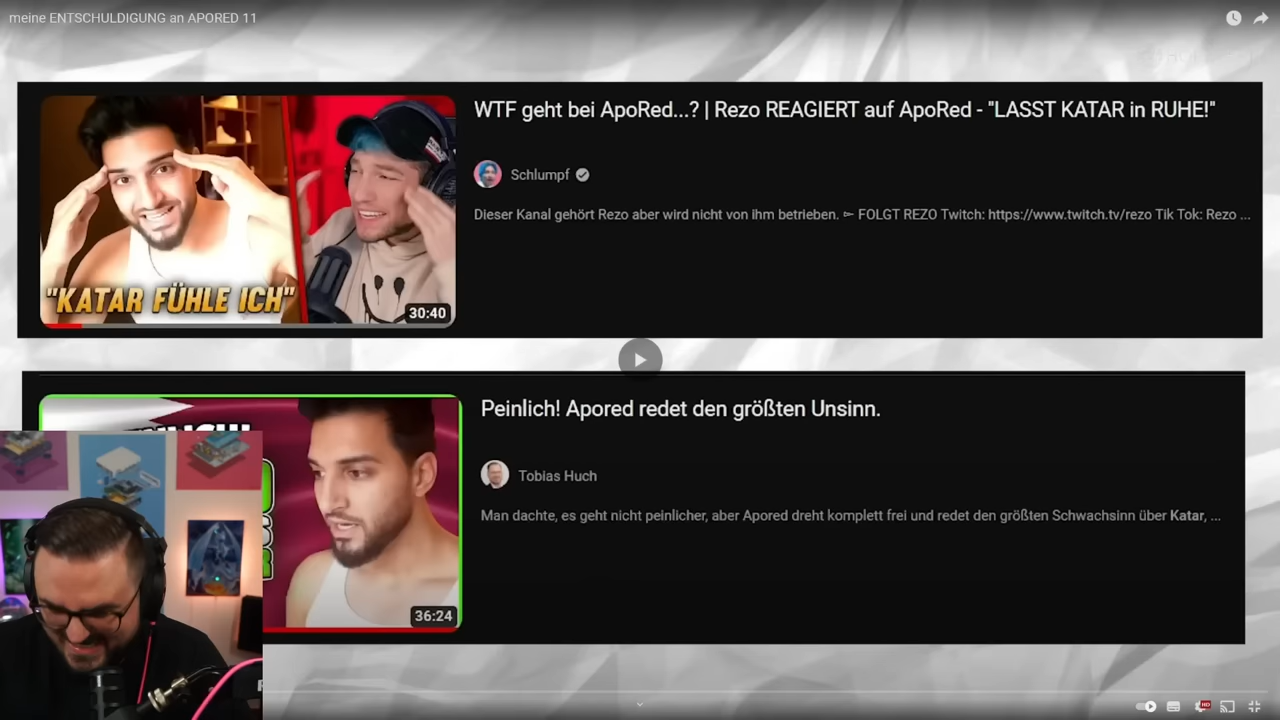 meine ENTSCHULDIGUNG an APORED 11
WTF geht bei ApoRed...? | Rezo REAGIERT auf ApoRed - "LASST KATAR in RUHE!"
Schlumpf
Dieser Kanal gehört Rezo aber wird nicht von ihm betrieben. ► FOLGT REZO Twitch: https://www.twitch.tv/rezo Tik Tok: Rezo ...
"KATAR FÜHLE ICH"
30:40
Peinlich! Apored redet den größten Unsinn.
Tobias Huch
Man dachte, es geht nicht peinlicher, aber Apored dreht komplett frei und redet den größten Schwachsinn über Katar, ...
36:24
HD